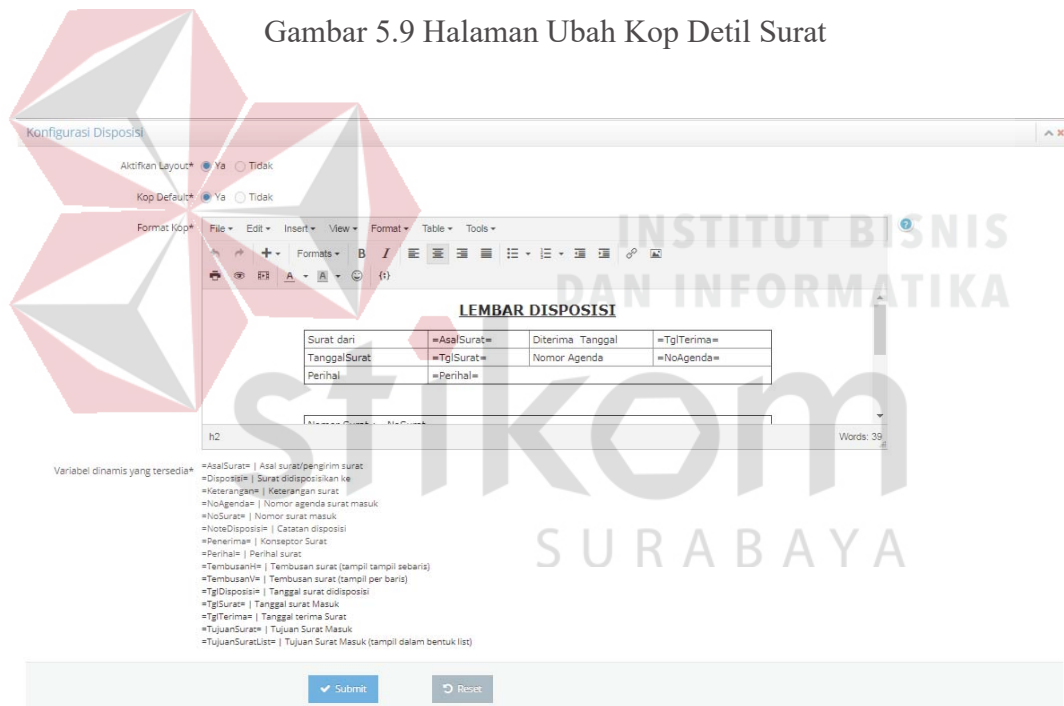 Gambar 5.9 Halaman Ubah Kop Detil Surat
Konfigurasi Disposisi
Aktifkan Layout* Ya Tidak
Kop Default* Ya Tidak
Format Kop* File Edit Insert View Format Table Tools
Formats B I
A A {;}
LEMBAR DISPOSISI
Surat dari =AsalSurat= Diterima Tanggal =TglTerima=
TanggalSurat =TglSurat= Nomor Agenda =NoAgenda=
Perihal =Perihal=
Nomor Surat : =NoSurat=
h2 Words: 39
Variabel dinamis yang tersedia* =AsalSurat= | Asal surat/pengirim surat
=Disposisi= | Surat didisposisikan ke
=Keterangan= | Keterangan surat
=NoAgenda= | Nomor agenda surat masuk
=NoSurat= | Nomor surat masuk
=NoteDisposisi= | Catatan disposisi
=Penerima= | Konseptor Surat
=Perihal= | Perihal surat
=TembusanH= | Tembusan surat (tampil tampil sebaris)
=TembusanV= | Tembusan surat (tampil per baris)
=TglDisposisi= | Tanggal surat didisposisi
=TglSurat= | Tanggal surat Masuk
=TglTerima= | Tanggal terima Surat
=TujuanSurat= | Tujuan Surat Masuk
=TujuanSuratList= | Tujuan Surat Masuk (tampil dalam bentuk list)
Submit Reset
INSTITUT BISNIS
DAN INFORMATIKA
stikom
SURABAYA